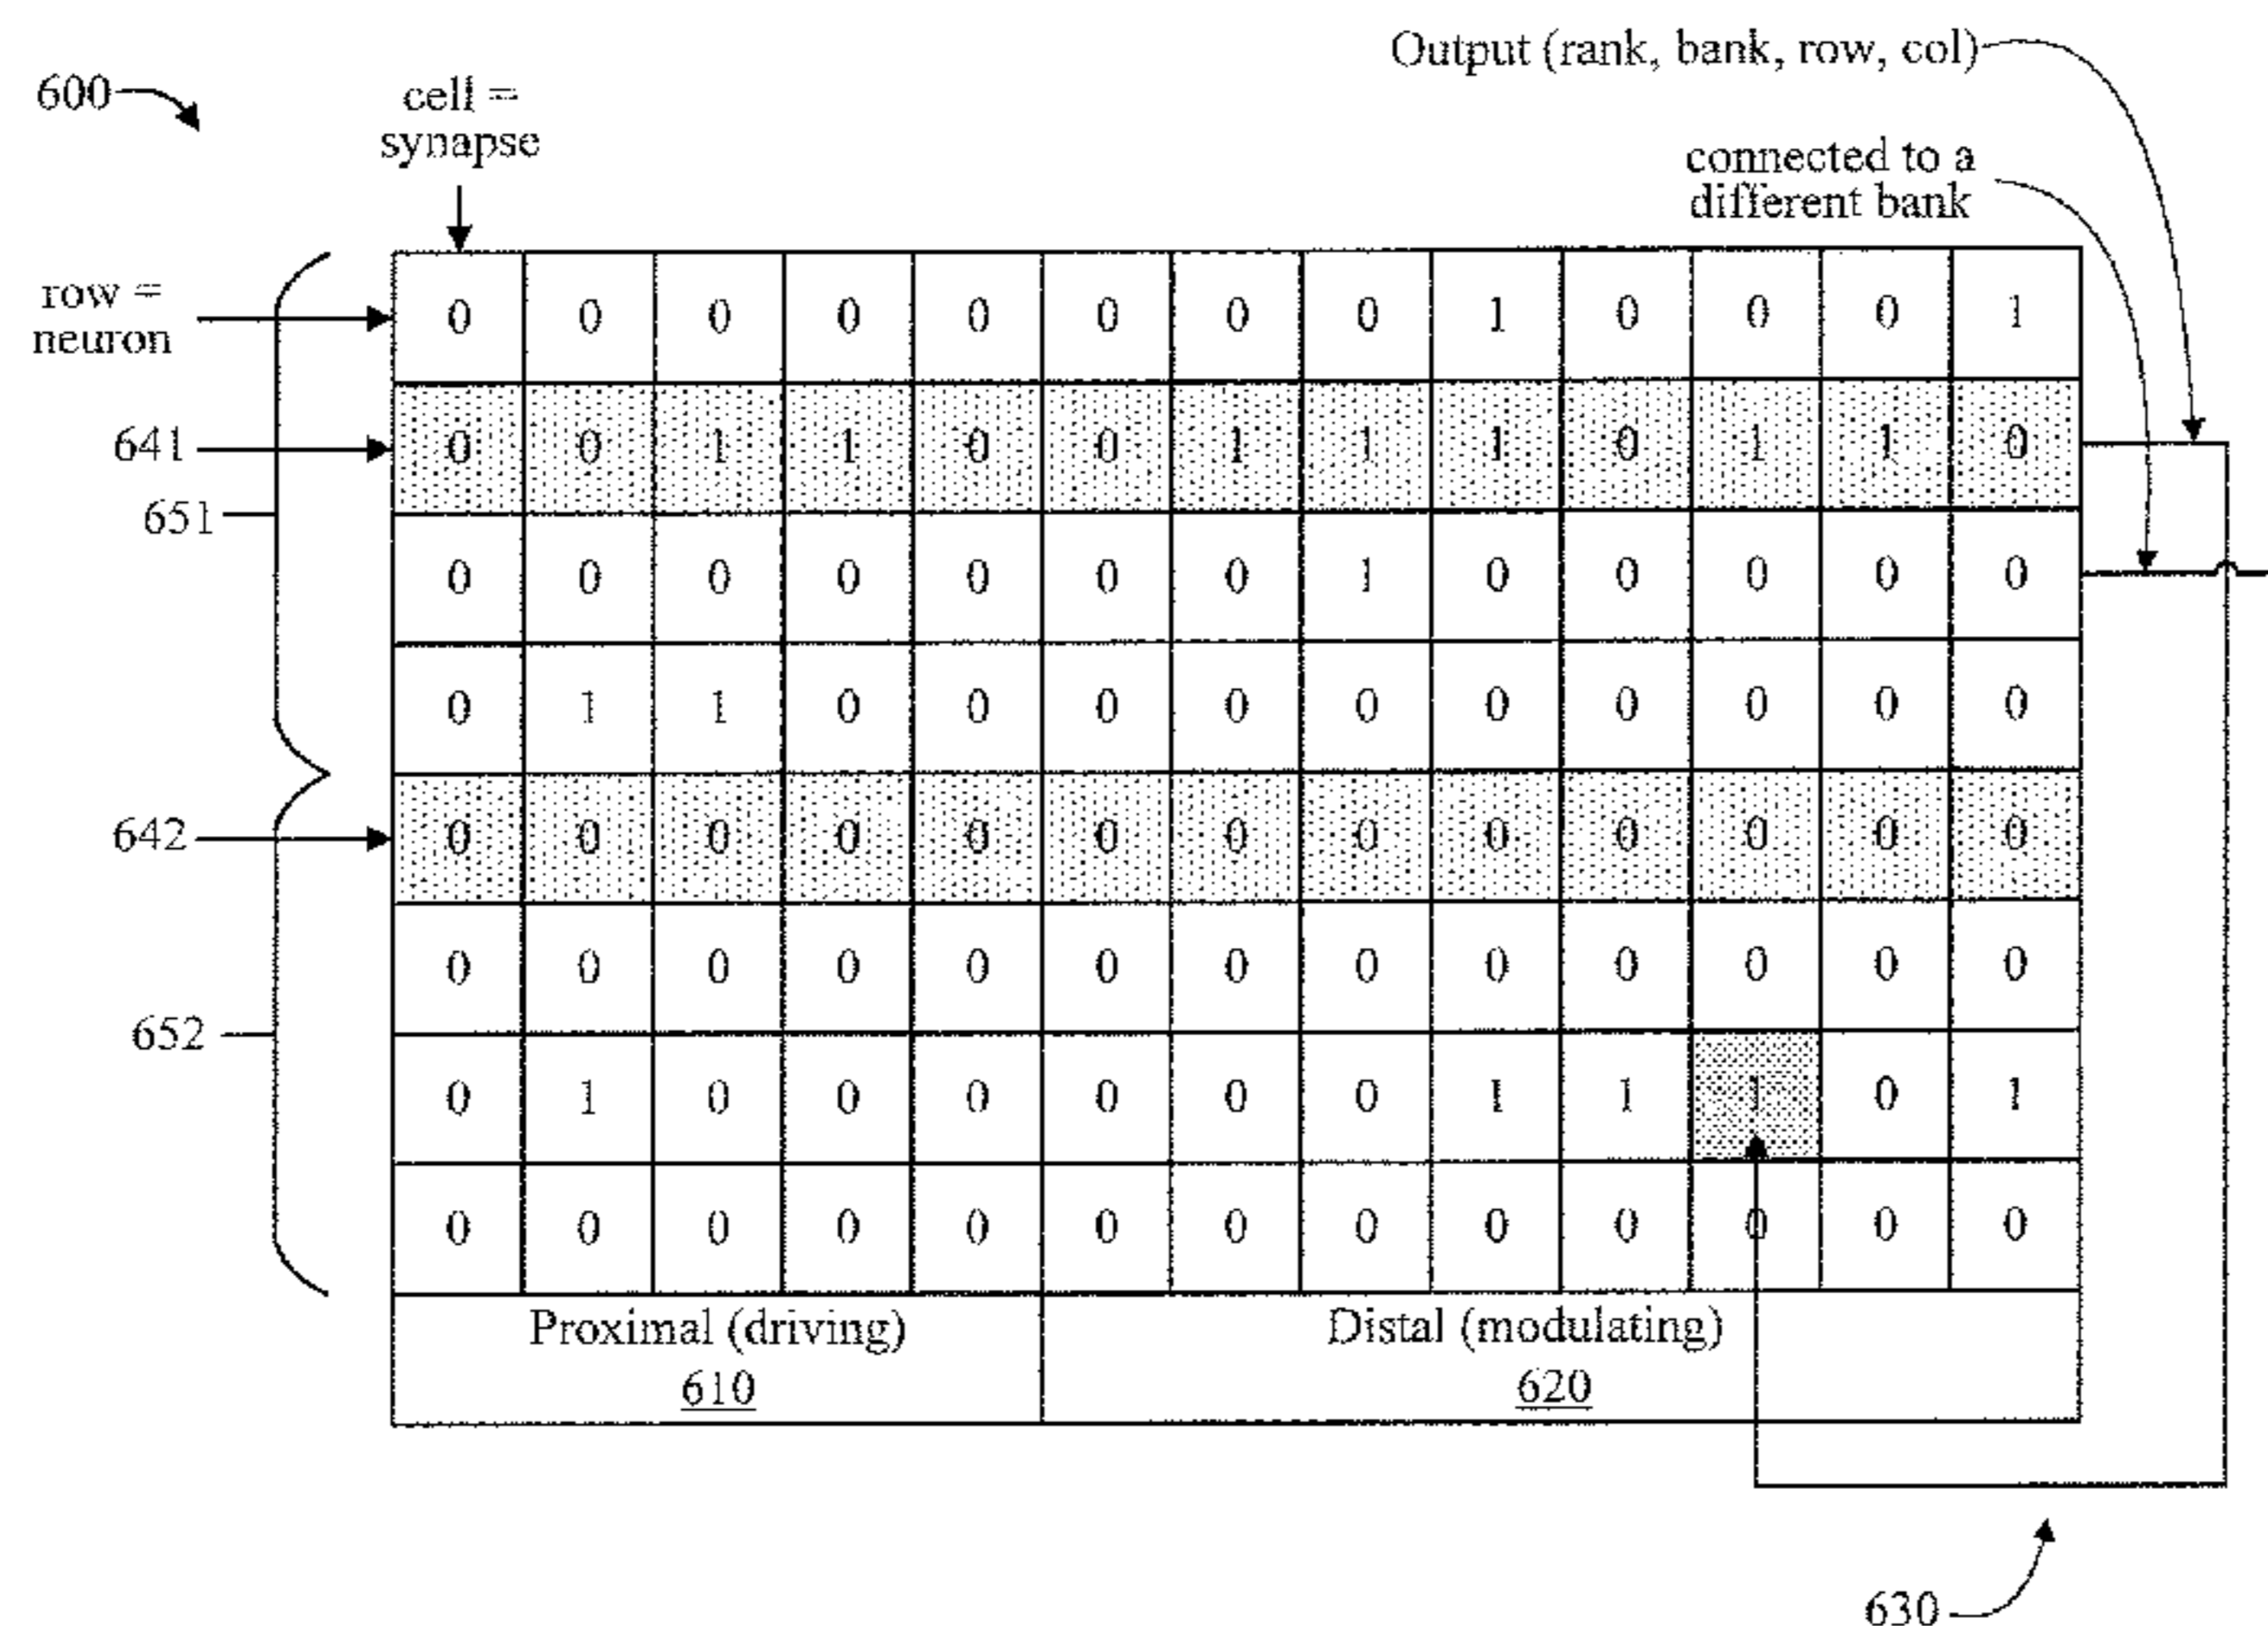 Output (rank, bank, row, col)
600
cell =
synapse
connected to a
different bank
row =
neuron
0 0 0 0 0 0 0 0 1 0 0 0 1
641
0 0 1 1 0 0 1 1 1 0 1 1 0
651
0 0 0 0 0 0 0 1 0 0 0 0 0
0 1 1 0 0 0 0 0 0 0 0 0 0
642
0 0 0 0 0 0 0 0 0 0 0 0 0
0 0 0 0 0 0 0 0 0 0 0 0 0
652
0 1 0 0 0 0 0 0 1 1 1 0 1
0 0 0 0 0 0 0 0 0 0 0 0 0
Proximal (driving)
610
Distal (modulating)
620
630